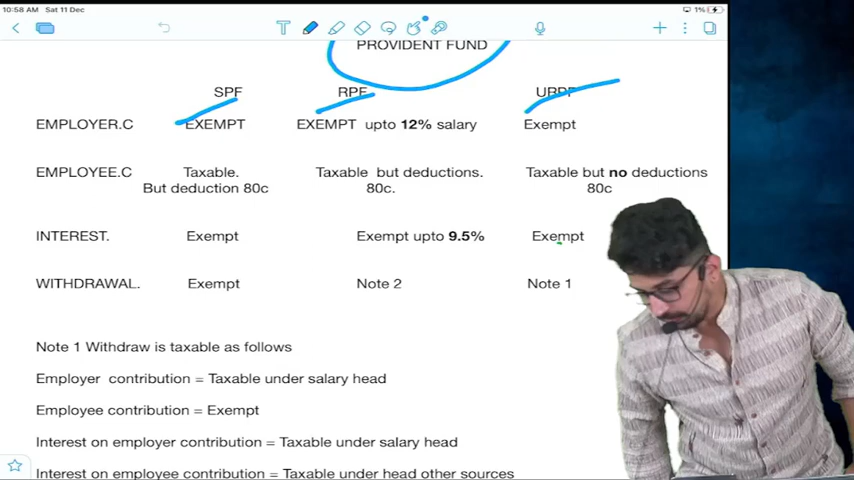 10:58 AM Sat 11 Dec 1%
T
PROVIDENT FUND
SPF RPF URPF
EMPLOYER.C EXEMPT EXEMPT upto 12% salary Exempt
EMPLOYEE.C Taxable. Taxable but deductions. Taxable but no deductions
But deduction 80c 80c. 80c
INTEREST. Exempt Exempt upto 9.5% Exempt
WITHDRAWAL. Exempt Note 2 Note 1
Note 1 Withdraw is taxable as follows
Employer contribution = Taxable under salary head
Employee contribution = Exempt
Interest on employer contribution = Taxable under salary head
Interest on employee contribution = Taxable under head other sources